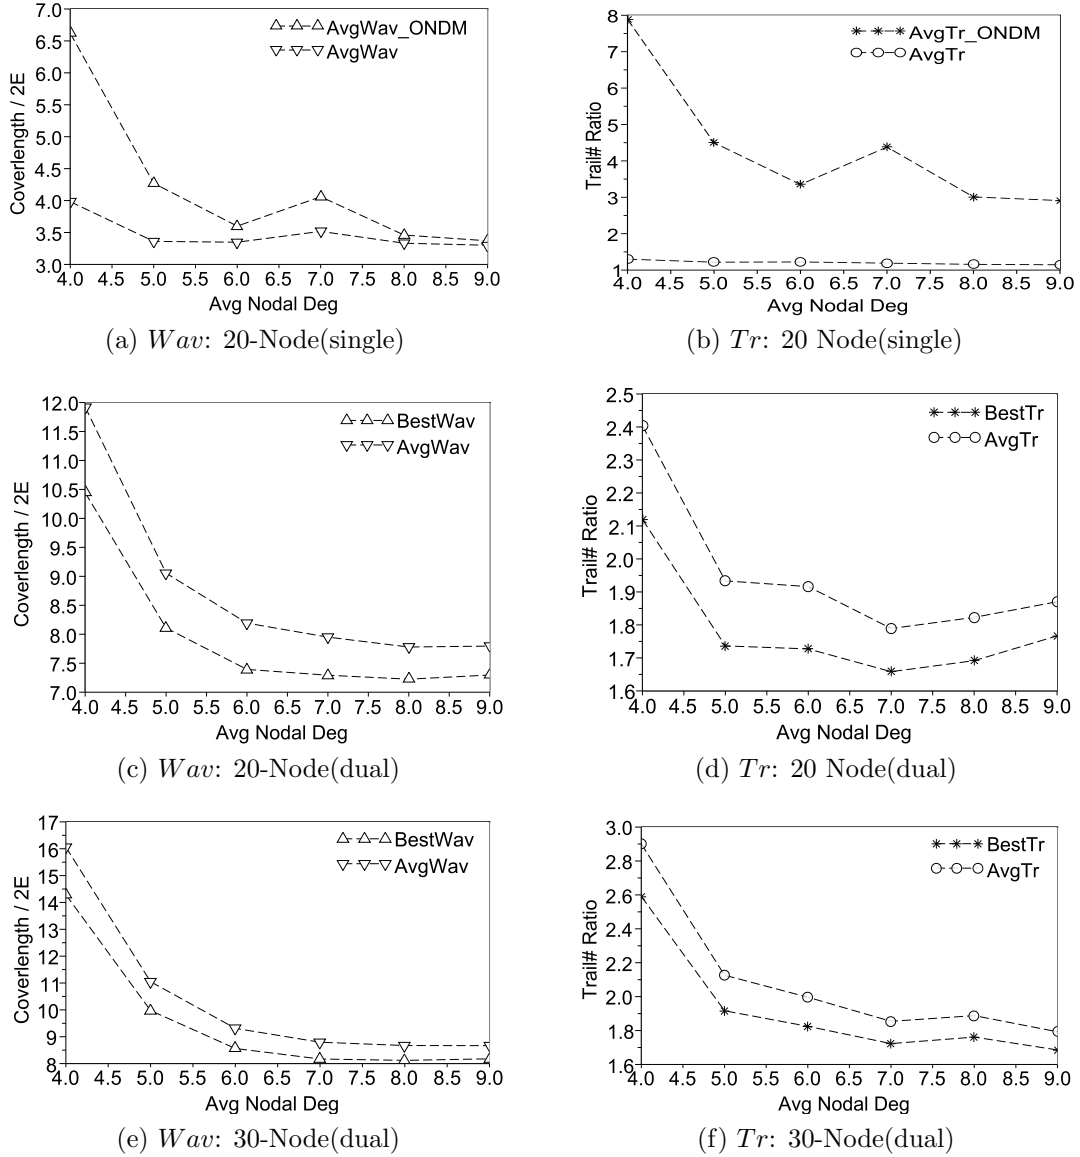 7.0
6.5
6.0
5.5
5.0
4.5
4.0
3.5
3.0
Coverlength / 2E
AvgWav_ONDM
AvgWav
4.0 4.5 5.0 5.5 6.0 6.5 7.0 7.5 8.0 8.5 9.0
Avg Nodal Deg
(a) Wav: 20-Node(single)
8
7
6
5
4
3
2
1
Trail# Ratio
AvgTr_ONDM
AvgTr
4.0 4.5 5.0 5.5 6.0 6.5 7.0 7.5 8.0 8.5 9.0
Avg Nodal Deg
(b) Tr: 20 Node(single)
12.0
11.5
11.0
10.5
10.0
9.5
9.0
8.5
8.0
7.5
7.0
Coverlength / 2E
BestWav
AvgWav
4.0 4.5 5.0 5.5 6.0 6.5 7.0 7.5 8.0 8.5 9.0
Avg Nodal Deg
(c) Wav: 20-Node(dual)
2.5
2.4
2.3
2.2
2.1
2.0
1.9
1.8
1.7
1.6
Trail# Ratio
BestTr
AvgTr
4.0 4.5 5.0 5.5 6.0 6.5 7.0 7.5 8.0 8.5 9.0
Avg Nodal Deg
(d) Tr: 20 Node(dual)
17
16
15
14
13
12
11
10
9
8
Coverlength / 2E
BestWav
AvgWav
4.0 4.5 5.0 5.5 6.0 6.5 7.0 7.5 8.0 8.5 9.0
Avg Nodal Deg
(e) Wav: 30-Node(dual)
3.0
2.8
2.6
2.4
2.2
2.0
1.8
1.6
Trail# Ratio
BestTr
AvgTr
4.0 4.5 5.0 5.5 6.0 6.5 7.0 7.5 8.0 8.5 9.0
Avg Nodal Deg
(f) Tr: 30-Node(dual)